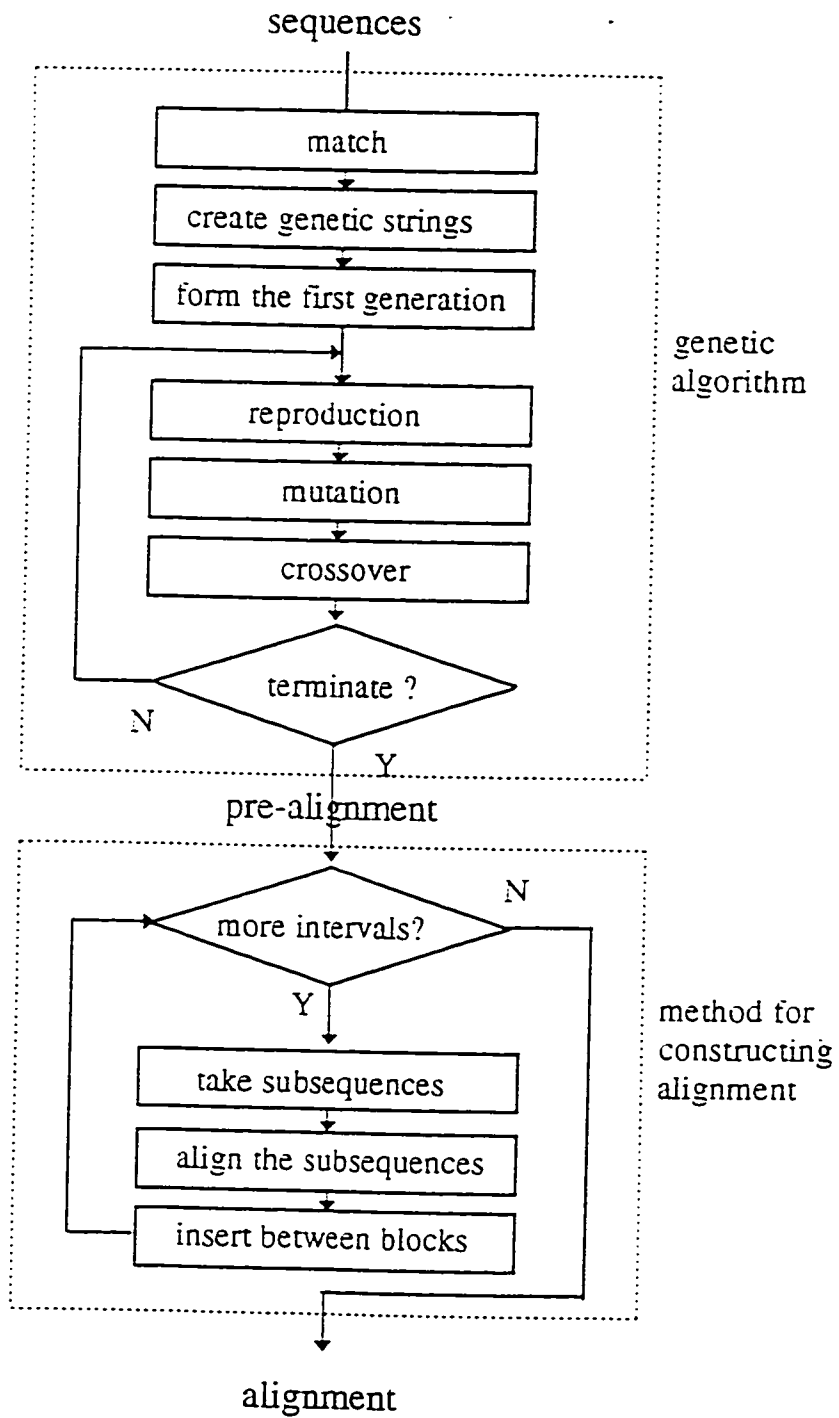 sequences
match
create genetic strings
form the first generation
genetic
algorithm
reproduction
mutation
crossover
terminate ?
N
Y
pre-alignment
N
more intervals?
Y
method for
constructing
alignment
take subsequences
align the subsequences
insert between blocks
alignment